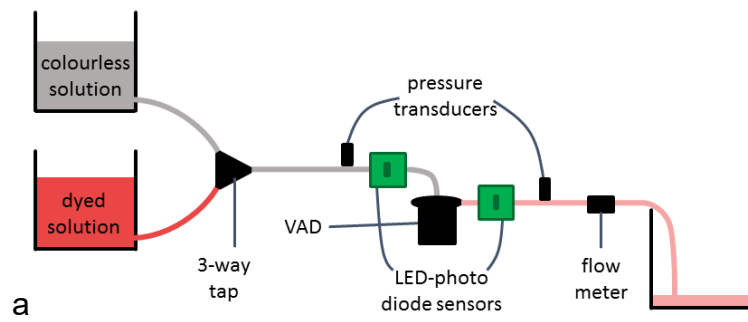 colourless
solution
dyed
solution
3-way
tap
VAD
pressure
transducers
LED-photo
diode sensors
flow
meter
a